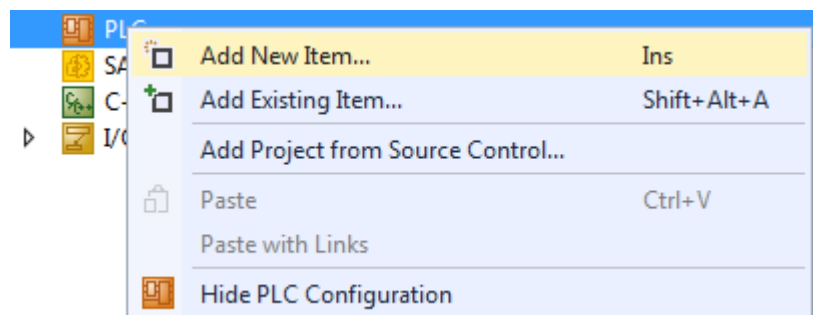 PLC
Add New Item... Ins
Add Existing Item... Shift+Alt+A
Add Project from Source Control...
Paste Ctrl+V
Paste with Links
Hide PLC Configuration